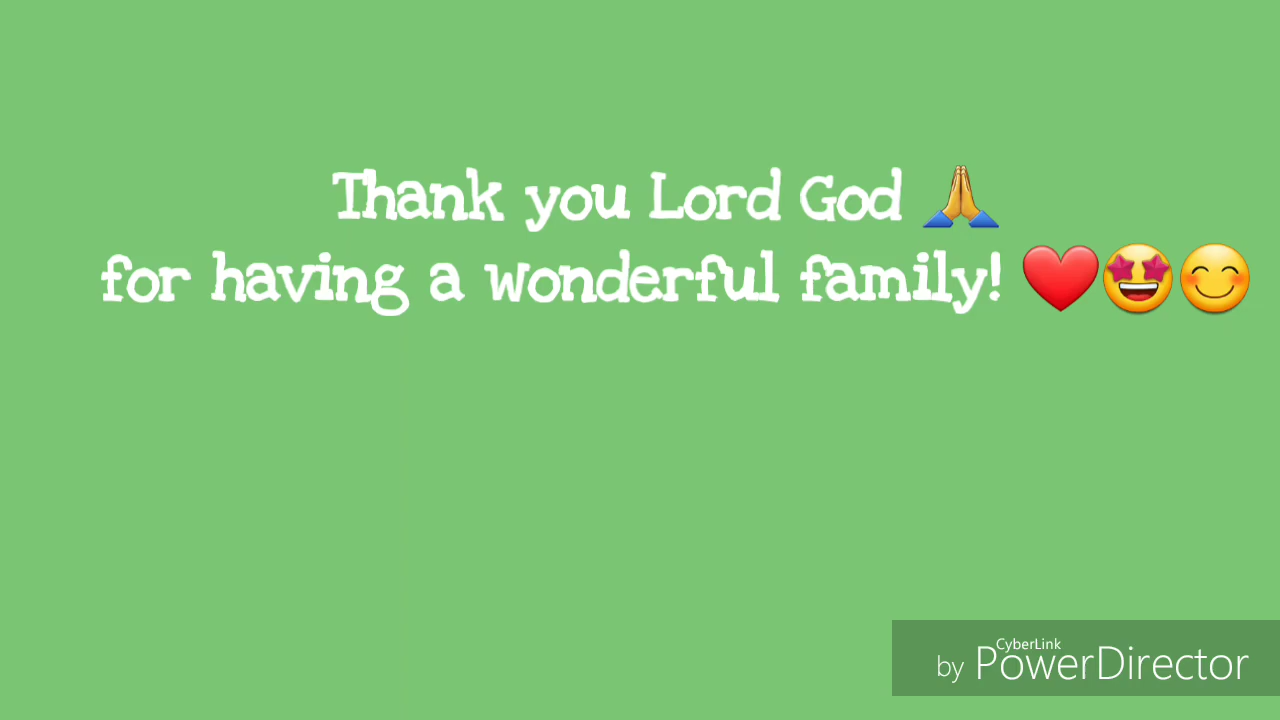 Thank you Lord God 🙏
for having a wonderful family! ❤️🤩😊
by CyberLink PowerDirector